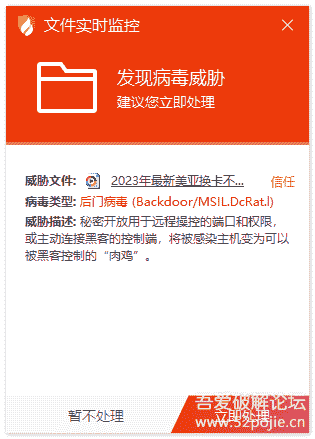 文件实时监控
发现病毒威胁
建议您立即处理
威胁文件: 2023年最新美亚换卡不... 信任
病毒类型: 后门病毒 (Backdoor/MSIL.DcRat.l)
威胁描述: 秘密开放用于远程操控的端口和权限,
或主动连接黑客的控制端，将被感染主机变为可以
被黑客控制的“肉鸡”。
暂不处理 立即处理
吾爱破解论坛
www.52pojie.cn